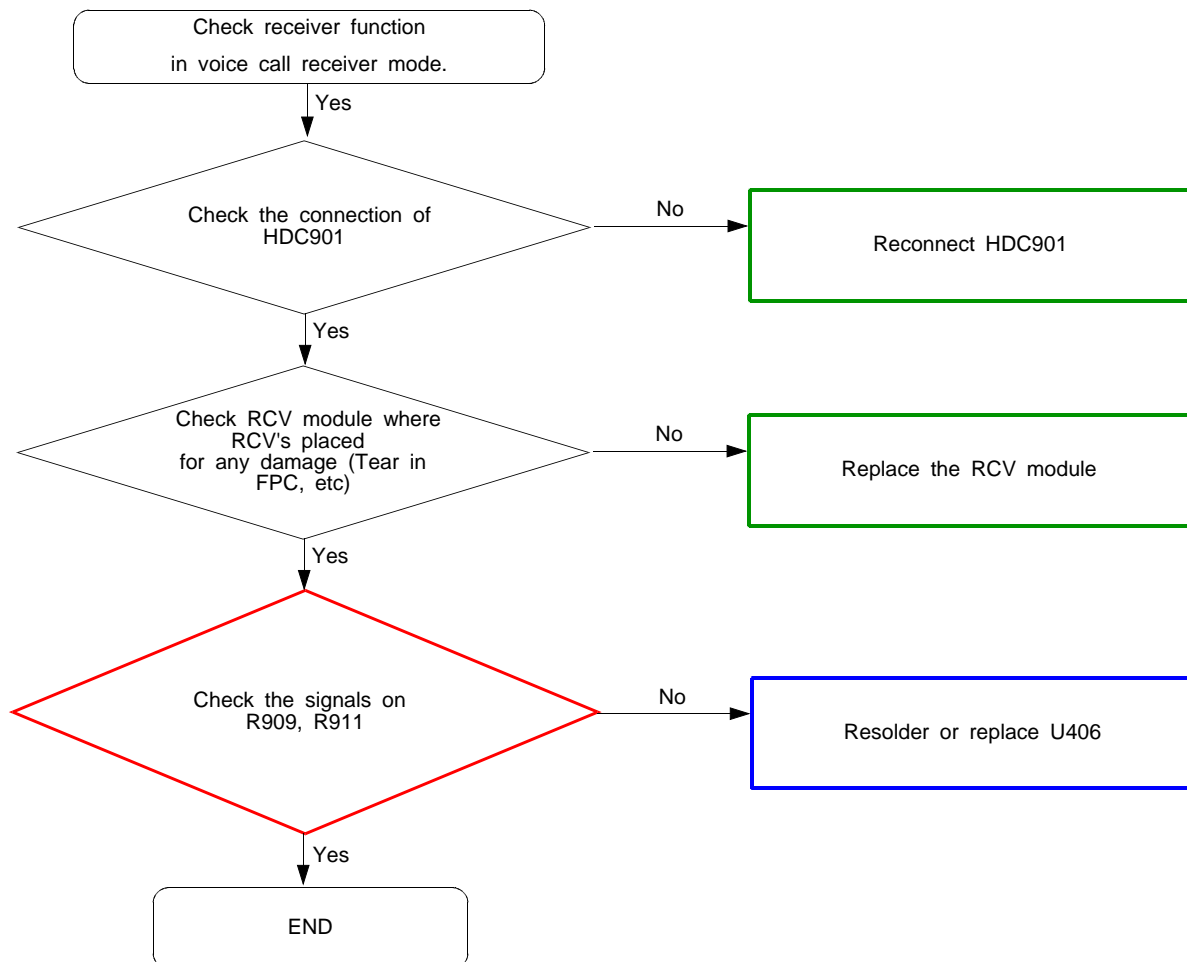 Check receiver function
in voice call receiver mode.
Yes
Check the connection of
HDC901
No
Reconnect HDC901
Yes
Check RCV module where
RCV's placed
for any damage (Tear in
FPC, etc)
No
Replace the RCV module
Yes
Check the signals on
R909, R911
No
Resolder or replace U406
Yes
END